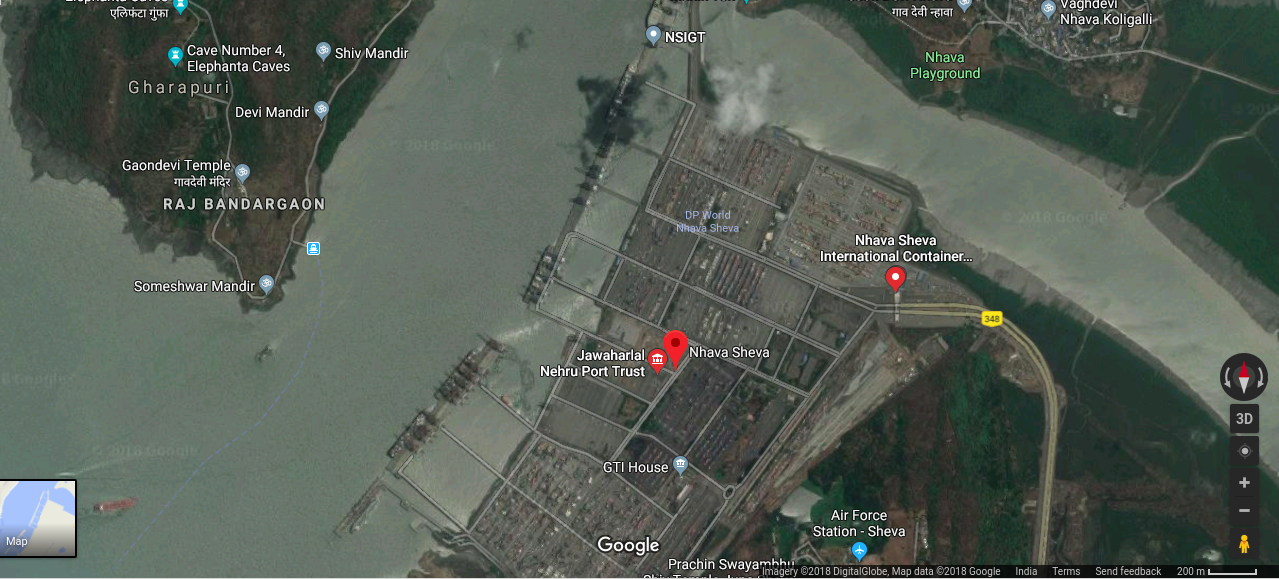 एलिफंटा गुंफा
Cave Number 4,
Elephanta Caves
Shiv Mandir
Gharapuri
Devi Mandir
Gaondevi Temple
गावदेवी मंदिर
RAJ BANDARGAON
Someshwar Mandir
NSIGT
गाव देवी न्हावा
Vaghdevi
Nhava Koligalli
Nhava
Playground
© 2018 Google
© 2018 Google
DP World
Nhava Sheva
Nhava Sheva
International Container...
348
Jawaharlal
Nehru Port Trust
Nhava Sheva
© 2018 Google
GTI House
3D
Air Force
Station - Sheva
Map
Google
Prachin Swayambhu
Imagery ©2018 DigitalGlobe, Map data ©2018 Google India Terms Send feedback 200 m